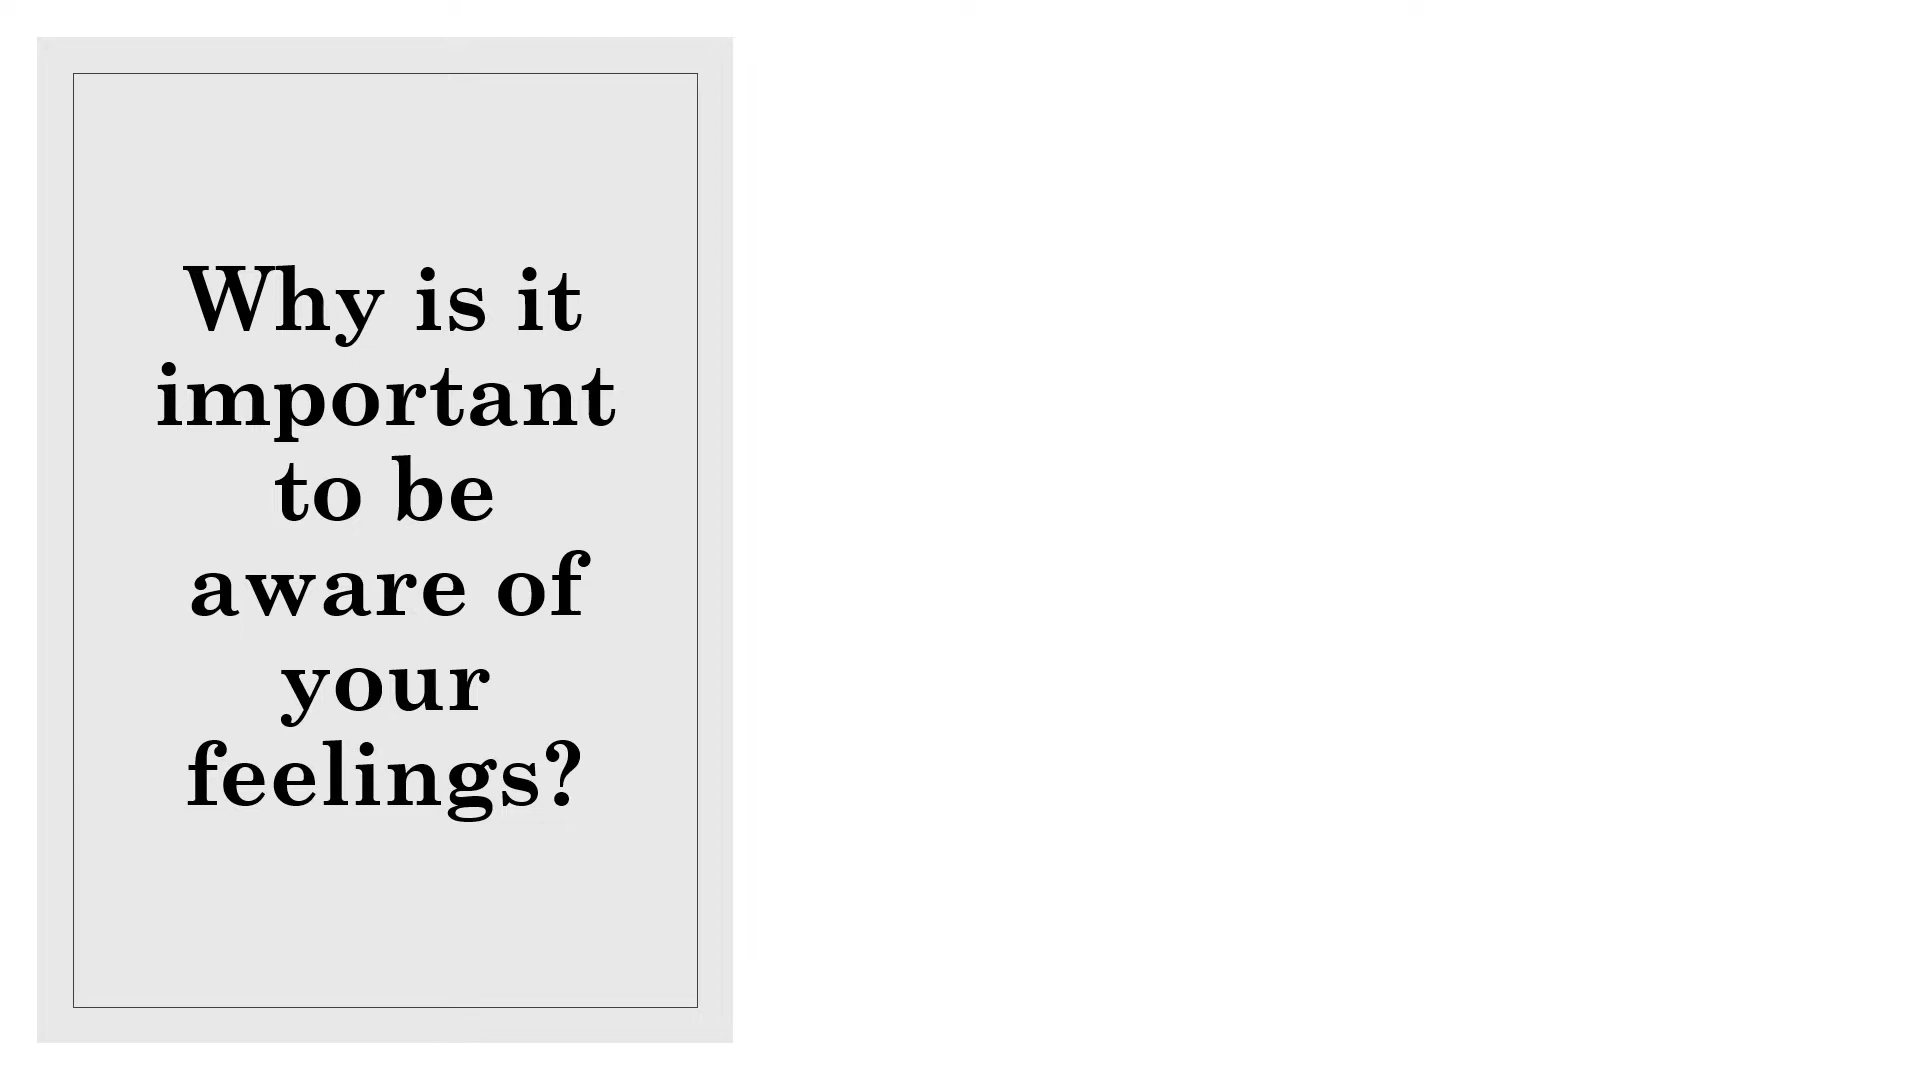 Why is it
important
to be
aware of
your
feelings?